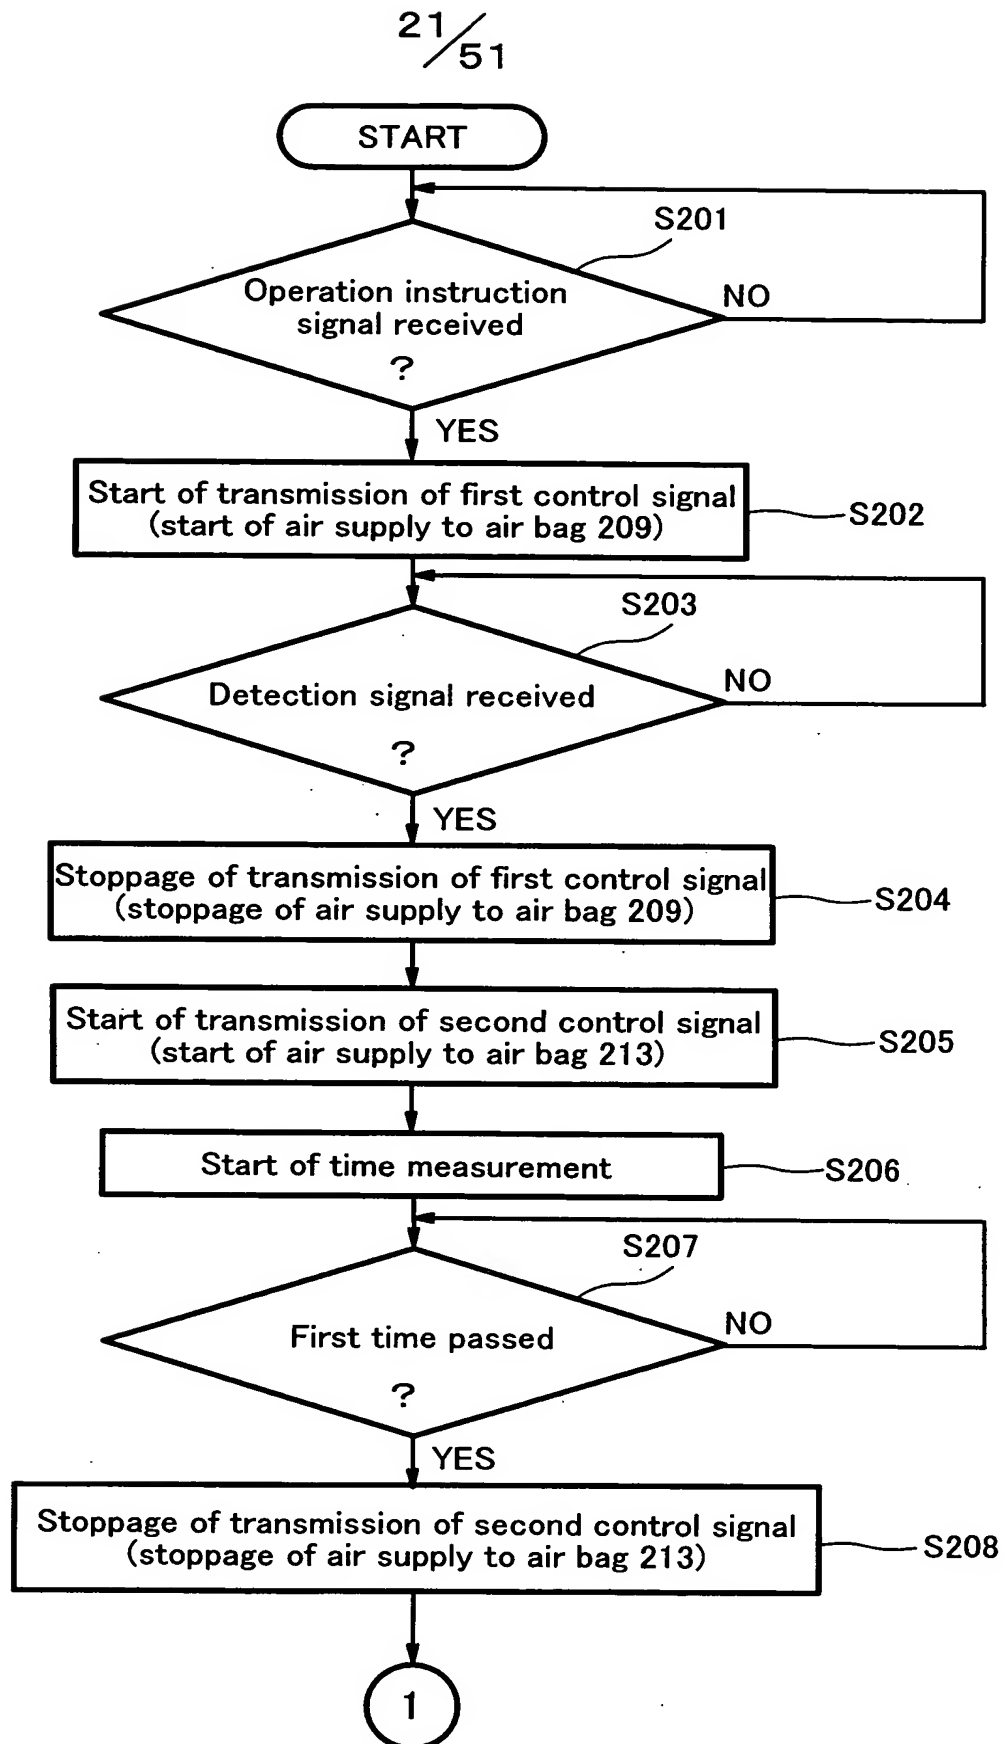 21/51
START
S201
Operation instruction
signal received
?
NO
YES
Start of transmission of first control signal
(start of air supply to air bag 209)
S202
S203
Detection signal received
?
NO
YES
Stoppage of transmission of first control signal
(stoppage of air supply to air bag 209)
S204
Start of transmission of second control signal
(start of air supply to air bag 213)
S205
Start of time measurement
S206
S207
First time passed
?
NO
YES
Stoppage of transmission of second control signal
(stoppage of air supply to air bag 213)
S208
1